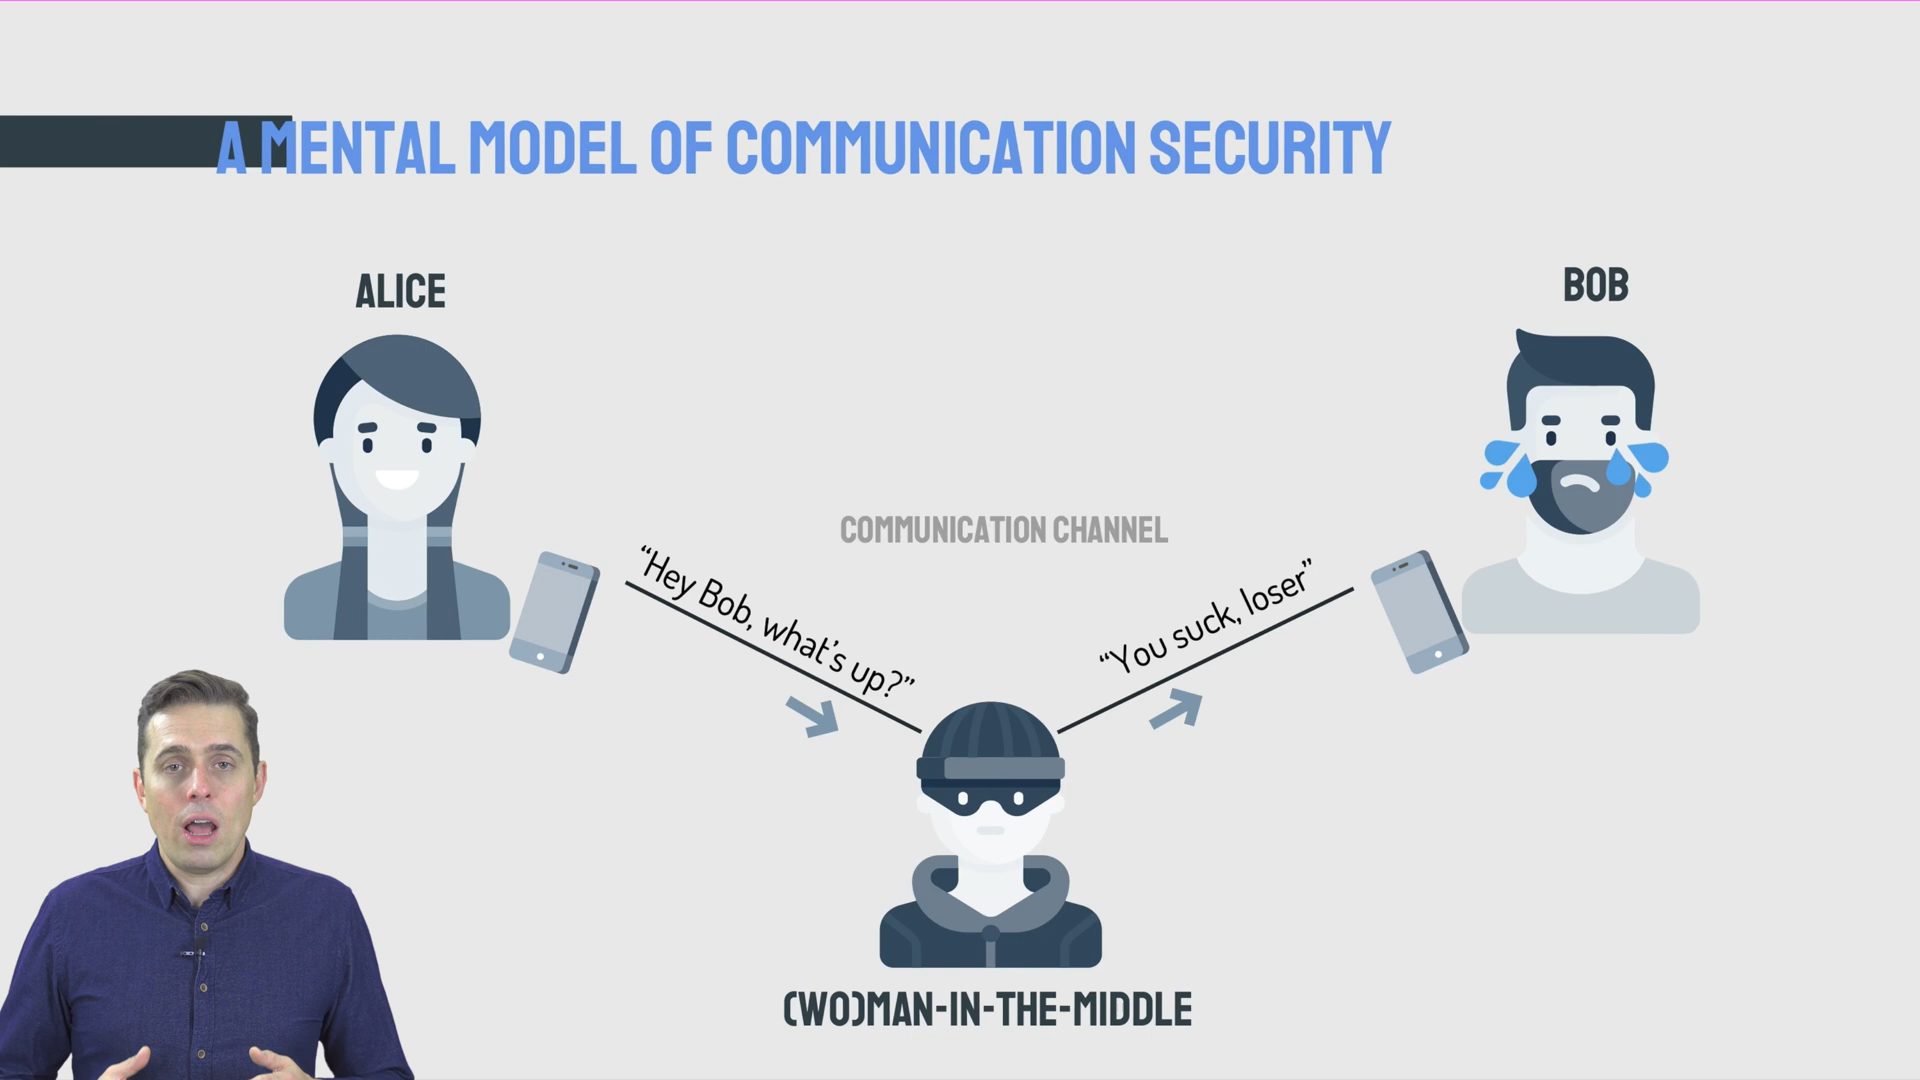 A MENTAL MODEL OF COMMUNICATION SECURITY
ALICE
BOB
COMMUNICATION CHANNEL
“Hey Bob, what’s up?”
“You suck, loser”
(WO)MAN-IN-THE-MIDDLE